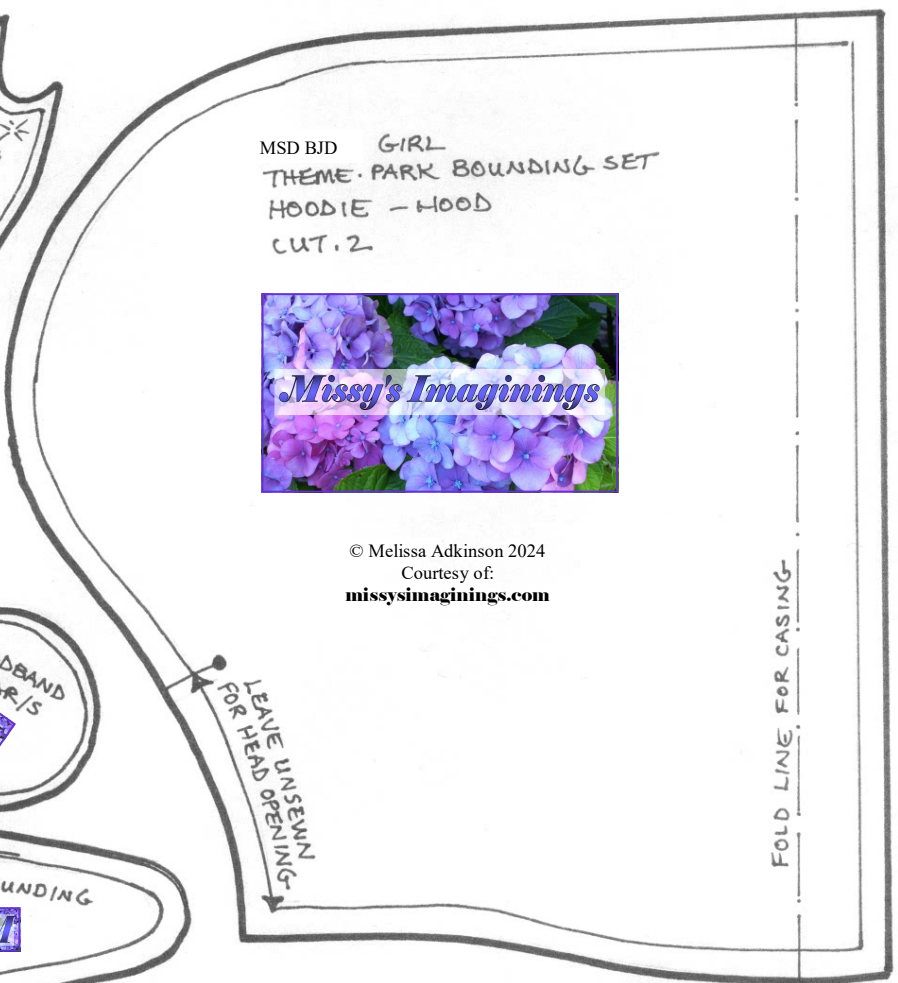 MSD BJD GIRL
THEME. PARK BOUNDING SET
HOODIE - HOOD
CUT. 2
Missy's Imaginings
© Melissa Adkinson 2024
Courtesy of:
missysimaginings.com
LEAVE UNSEWN
FOR HEAD OPENING
FOLD LINE. FOR CASING
DBAND
R/S
UNDING